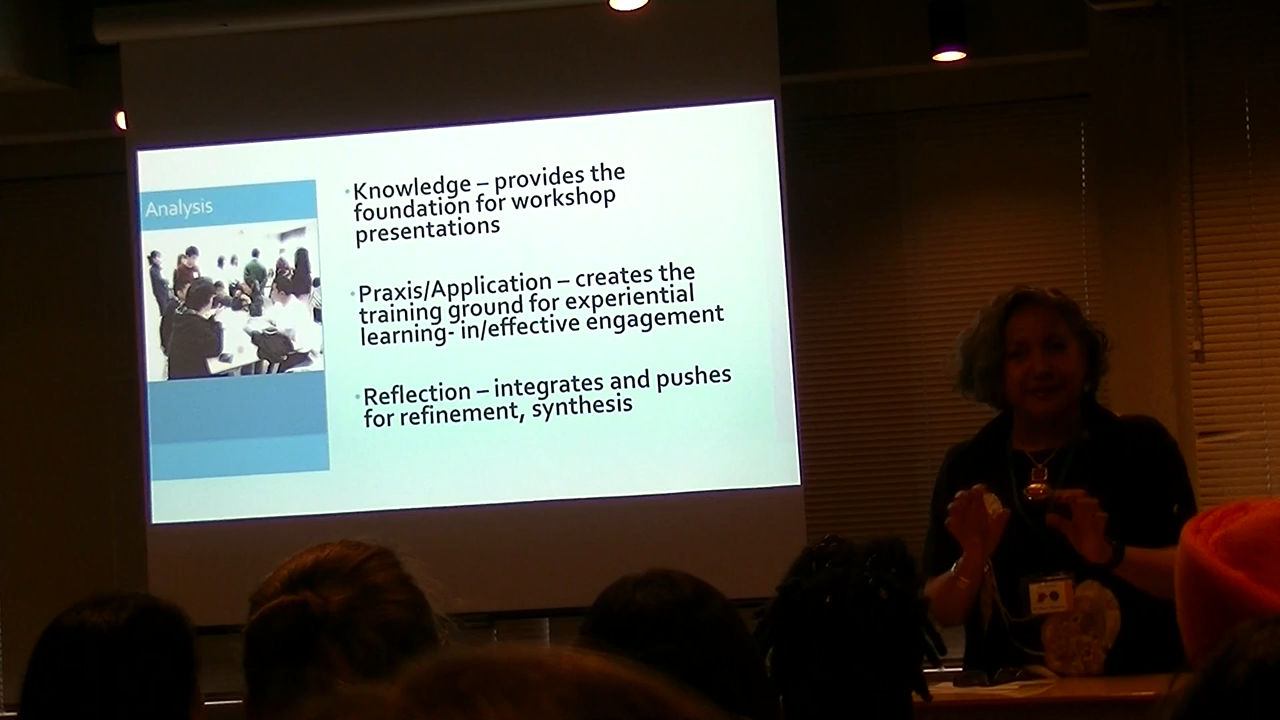 Analysis
Knowledge – provides the
foundation for workshop
presentations
Praxis/Application – creates the
training ground for experiential
learning- in/effective engagement
Reflection – integrates and pushes
for refinement, synthesis